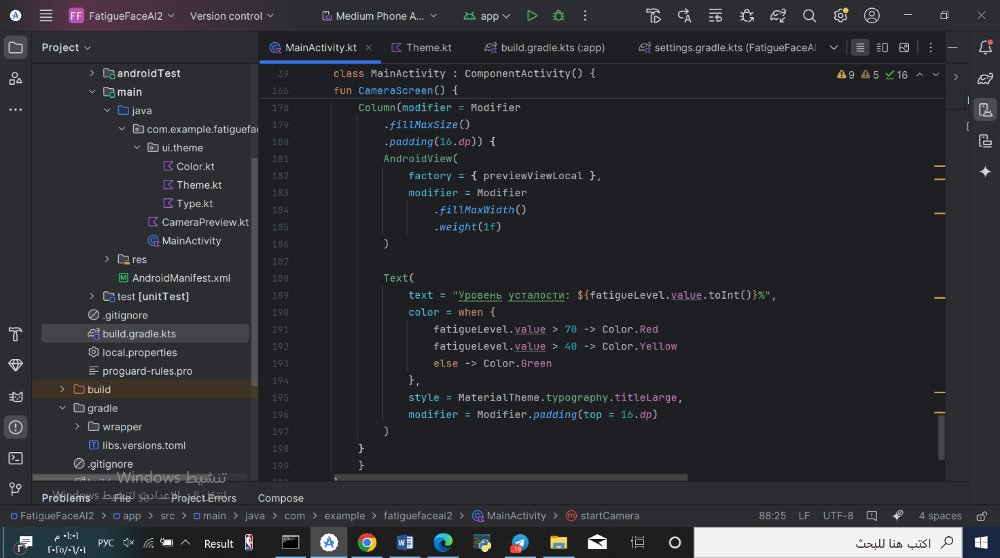 FF FatigueFaceAI2 Version control Medium Phone A... app
Project
MainActivity.kt Theme.kt build.gradle.kts (:app) settings.gradle.kts (FatigueFaceAI
androidTest
main
java
com.example.fatiguefac
ui.theme
Color.kt
Theme.kt
Type.kt
CameraPreview.kt
MainActivity
res
AndroidManifest.xml
test [unitTest]
.gitignore
build.gradle.kts
local.properties
proguard-rules.pro
build
gradle
wrapper
libs.versions.toml
.gitignore
9 5 16
39 class MainActivity : ComponentActivity() {
166 fun CameraScreen() {
178 Column(modifier = Modifier
179 .fillMaxSize()
180 .padding(16.dp)) {
181 AndroidView(
182 factory = { previewViewLocal },
183 modifier = Modifier
184 .fillMaxWidth()
185 .weight(1f)
186 )
187
188 Text(
189 text = "Уровень усталости: ${fatigueLevel.value.toInt()}%",
190 color = when {
191 fatigueLevel.value > 70 -> Color.Red
192 fatigueLevel.value > 40 -> Color.Yellow
193 else -> Color.Green
194 },
195 style = MaterialTheme.typography.titleLarge,
196 modifier = Modifier.padding(top = 16.dp)
197 )
198 }
199 }
تنشيط Windows
Problems File 30 Project Errors Compose
FatigueFaceAI2 app src main java com example fatiguefaceai2 MainActivity startCamera 88:25 LF UTF-8 4 spaces
٠١:٠١ م
٢٠٢٥/٠٦/٠١
РУС
Result
18
اكتب هنا للبحث